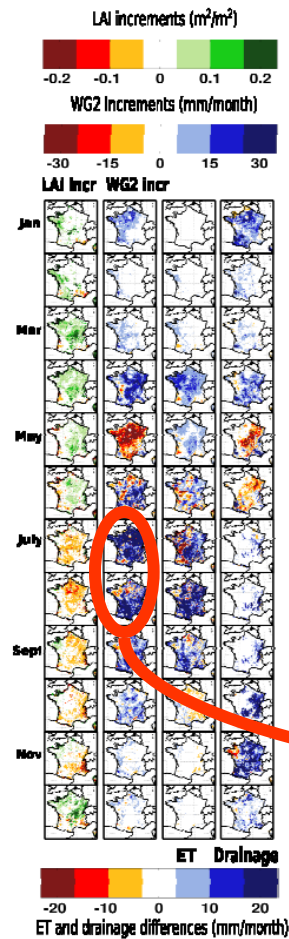 LAI increments (m²/m²)
-0.2 -0.1 0 0.1 0.2
WG2 Increments (mm/month)
-30 -15 0 15 30
LAI Incr WG2 incr
Jan
Mar
May
July
Sept
Nov
ET Drainage
-20 0 10 20
ET and drainage differences (mm/month)